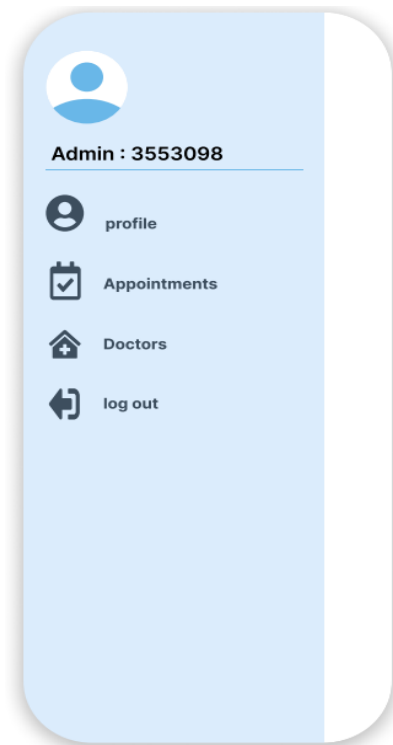 Admin : 3553098
profile
Appointments
Doctors
log out